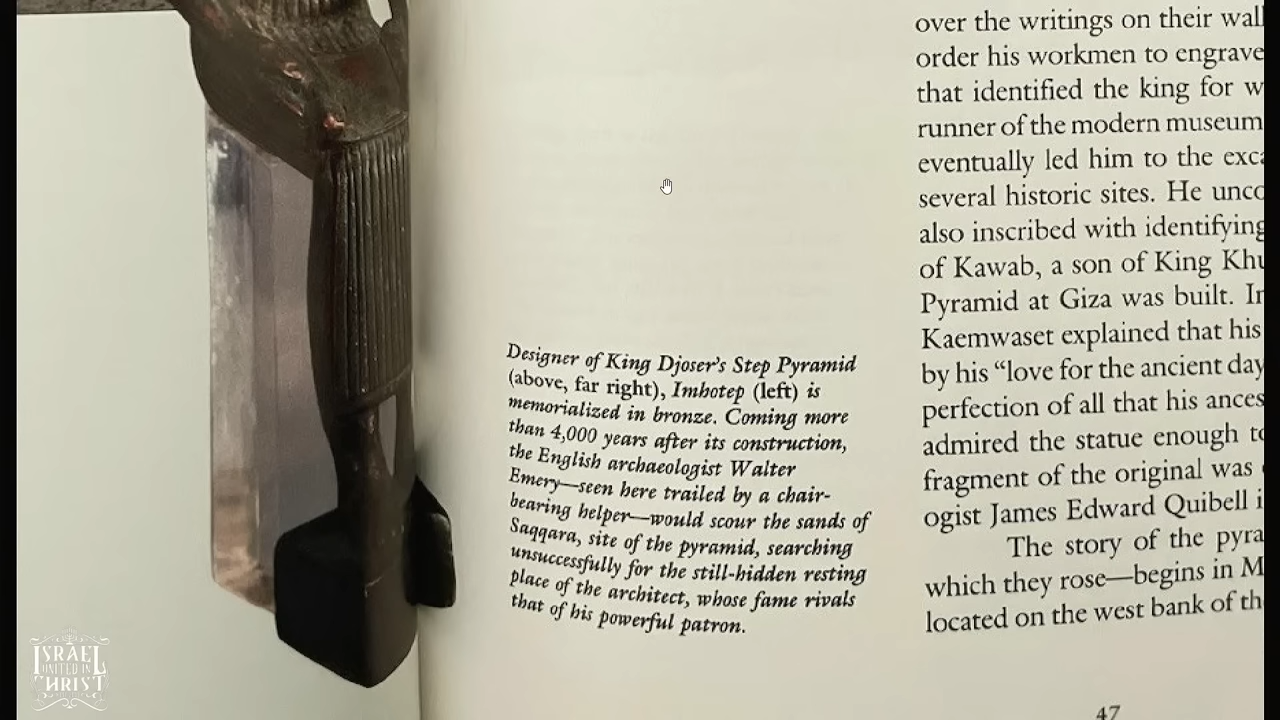 Designer of King Djoser's Step Pyramid
(above, far right), Imhotep (left) is
memorialized in bronze. Coming more
than 4,000 years after its construction,
the English archaeologist Walter
Emery—seen here trailed by a chair-
bearing helper—would scour the sands of
Saqqara, site of the pyramid, searching
unsuccessfully for the still-hidden resting
place of the architect, whose fame rivals
that of his powerful patron.
over the writings on their wall
order his workmen to engrave
that identified the king for w
runner of the modern museum
eventually led him to the exca
several historic sites. He unco
also inscribed with identifying
of Kawab, a son of King Khu
Pyramid at Giza was built. In
Kaemwaset explained that his
by his “love for the ancient day
perfection of all that his ances
admired the statue enough to
fragment of the original was
ogist James Edward Quibell i
The story of the pyra
which they rose—begins in M
located on the west bank of th
47
ISRAEL
UNITED IN
CHRIST